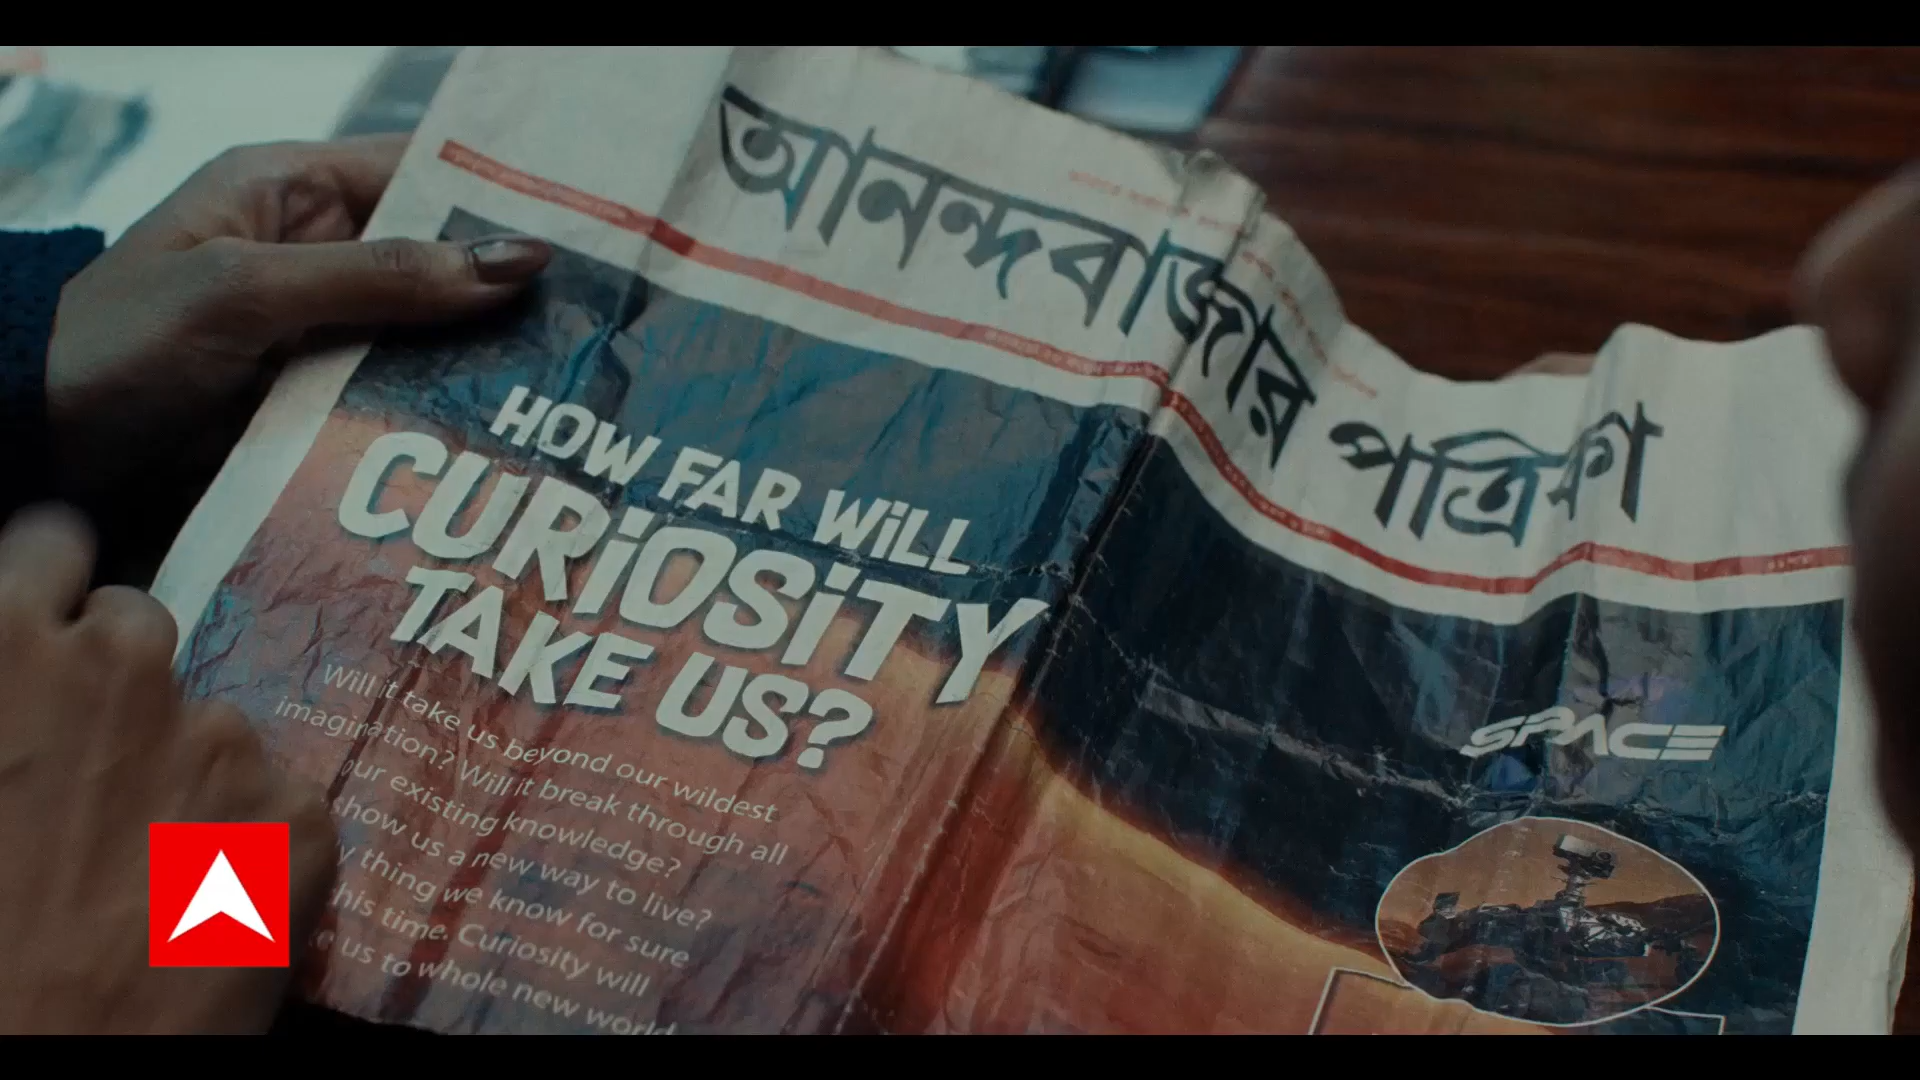 আনন্দবাজার পত্রিকা
HOW FAR WiLL
CURiOSiTY
TAKE US?
Will it take us beyond our wildest
imagination? Will it break through all
our existing knowledge?
show us a new way to live?
thing we know for sure
this time. Curiosity will
us to whole new world
SPACE